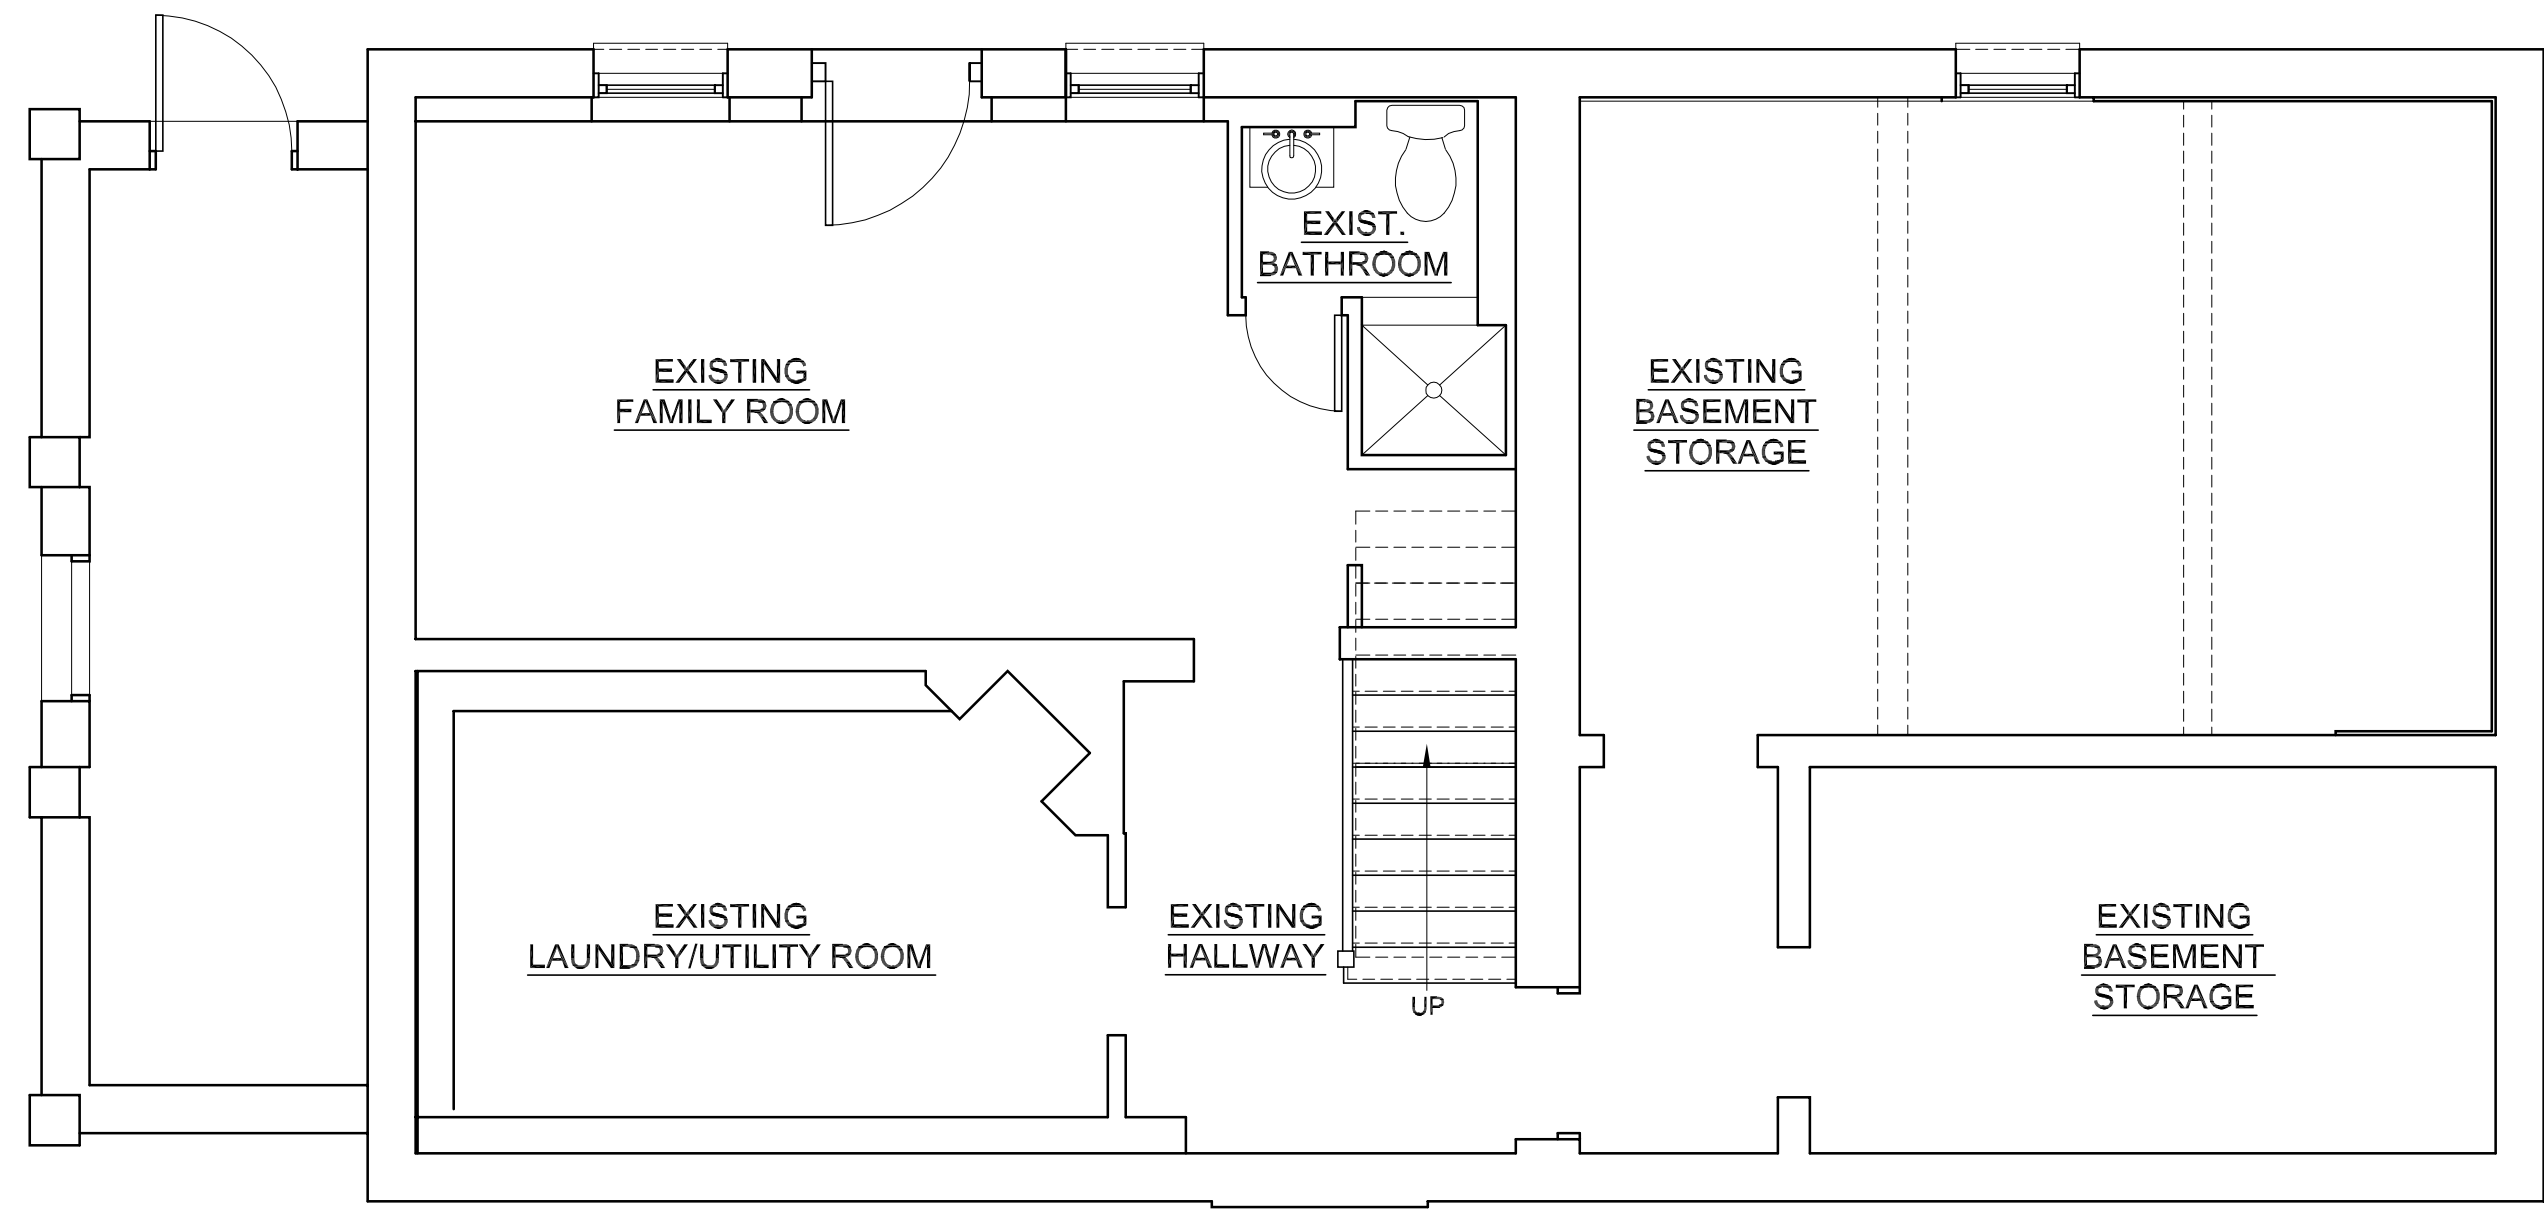 EXIST.
BATHROOM
EXISTING
FAMILY ROOM
EXISTING
BASEMENT
STORAGE
EXISTING
LAUNDRY/UTILITY ROOM
EXISTING
HALLWAY
UP
EXISTING
BASEMENT
STORAGE